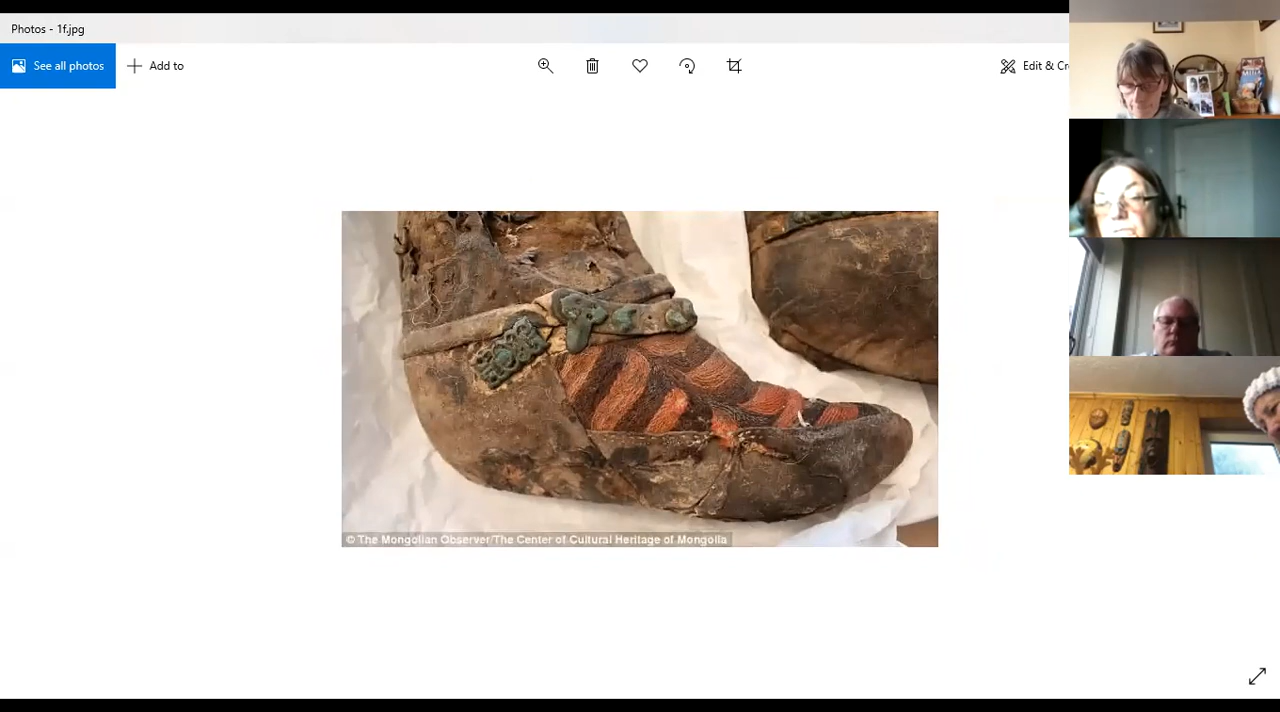 Photos - 1f.jpg
See all photos
Add to
Edit & Cr
© The Mongolian Observer/The Center of Cultural Heritage of Mongolia